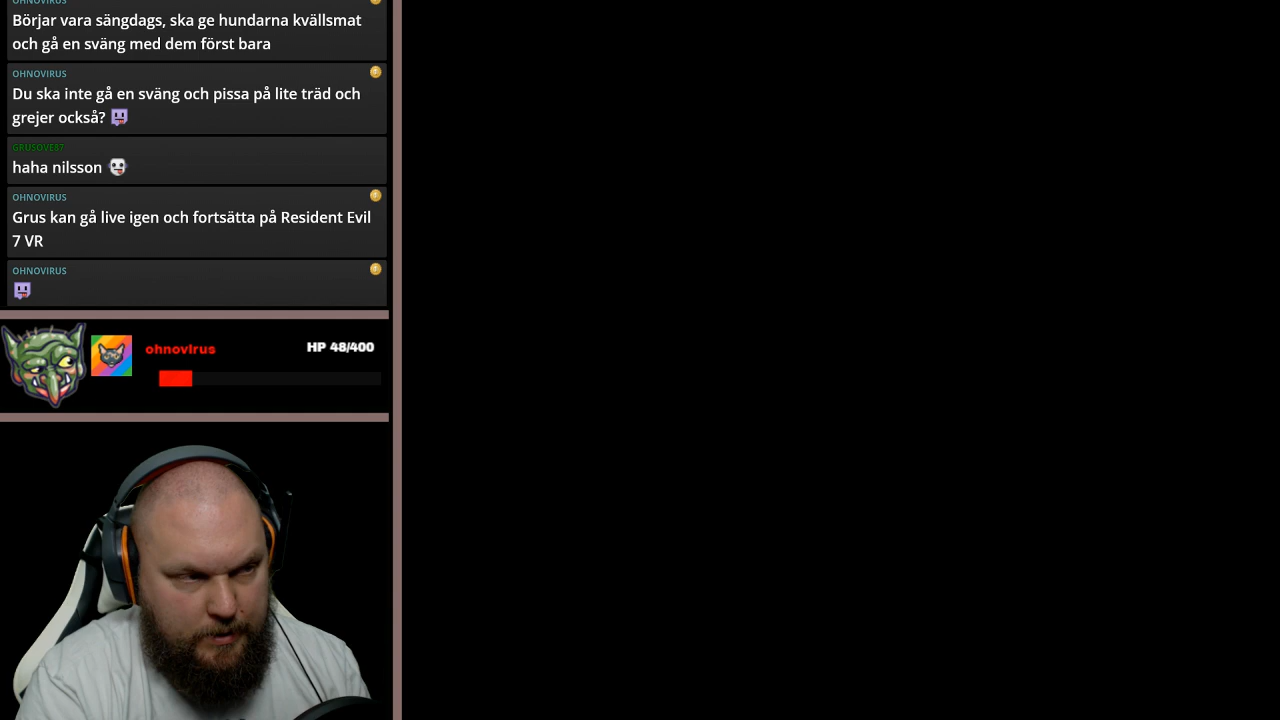 OHNOVIRUS
Börjar vara sängdags, ska ge hundarna kvällsmat
och gå en sväng med dem först bara
OHNOVIRUS
Du ska inte gå en sväng och pissa på lite träd och
grejer också?
GRUSOVE87
haha nilsson
OHNOVIRUS
Grus kan gå live igen och fortsätta på Resident Evil
7 VR
OHNOVIRUS
ohnovirus
HP 48/400